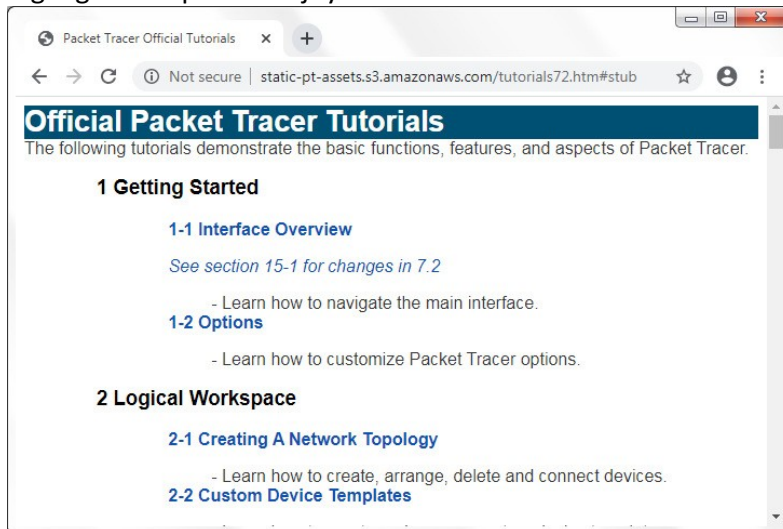 Packet Tracer Official Tutorials
Not secure | static-pt-assets.s3.amazonaws.com/tutorials72.htm#stub
Official Packet Tracer Tutorials
The following tutorials demonstrate the basic functions, features, and aspects of Packet Tracer.
1 Getting Started
1-1 Interface Overview
See section 15-1 for changes in 7.2
- Learn how to navigate the main interface.
1-2 Options
- Learn how to customize Packet Tracer options.
2 Logical Workspace
2-1 Creating A Network Topology
- Learn how to create, arrange, delete and connect devices.
2-2 Custom Device Templates